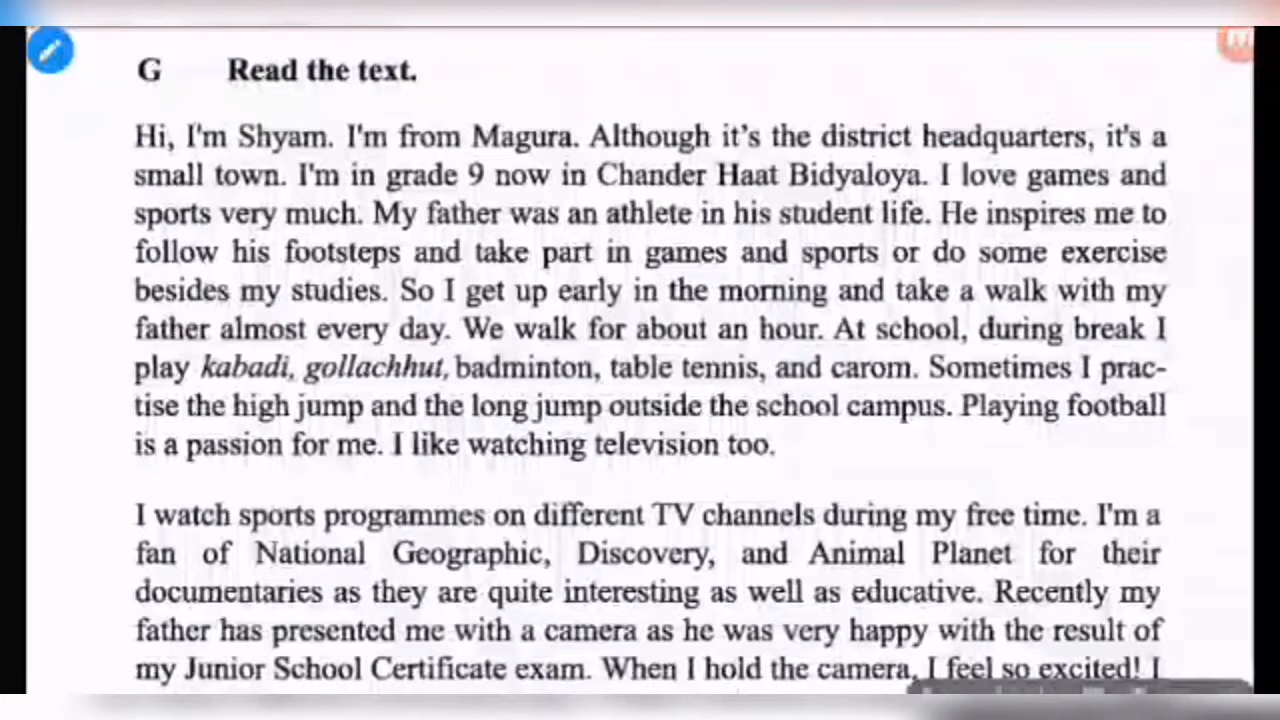 G Read the text.
Hi, I'm Shyam. I'm from Magura. Although it’s the district headquarters, it's a
small town. I'm in grade 9 now in Chander Haat Bidyaloya. I love games and
sports very much. My father was an athlete in his student life. He inspires me to
follow his footsteps and take part in games and sports or do some exercise
besides my studies. So I get up early in the morning and take a walk with my
father almost every day. We walk for about an hour. At school, during break I
play kabadi, gollachhut, badminton, table tennis, and carom. Sometimes I prac-
tise the high jump and the long jump outside the school campus. Playing football
is a passion for me. I like watching television too.
I watch sports programmes on different TV channels during my free time. I'm a
fan of National Geographic, Discovery, and Animal Planet for their
documentaries as they are quite interesting as well as educative. Recently my
father has presented me with a camera as he was very happy with the result of
my Junior School Certificate exam. When I hold the camera, I feel so excited! I